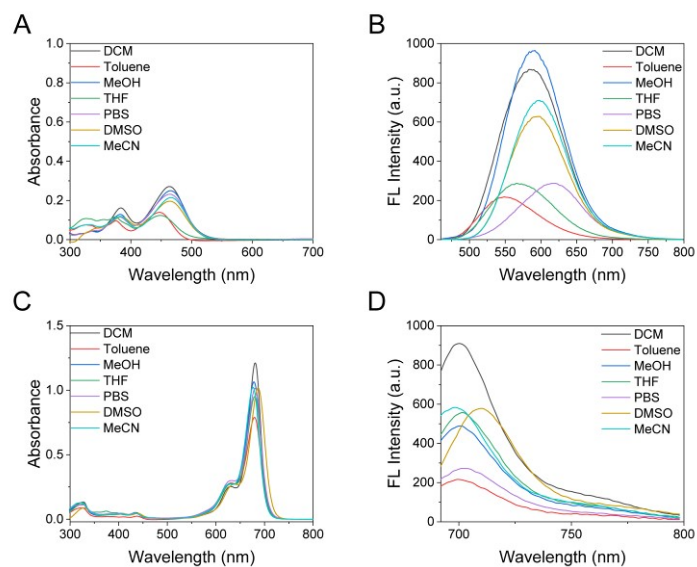 A
1.0
0.8
0.6
0.4
0.2
0.0
Absorbance
DCM
Toluene
MeOH
THF
PBS
DMSO
MeCN
300 400 500 600 700
Wavelength (nm)
B
1000
800
600
400
200
0
FL Intensity (a.u.)
DCM
Toluene
MeOH
THF
PBS
DMSO
MeCN
500 550 600 650 700 750 800
Wavelength (nm)
C
1.5
1.0
0.5
0.0
Absorbance
DCM
Toluene
MeOH
THF
PBS
DMSO
MeCN
300 400 500 600 700 800
Wavelength (nm)
D
1000
800
600
400
200
0
FL Intensity (a.u.)
DCM
Toluene
MeOH
THF
PBS
DMSO
MeCN
700 750 800
Wavelength (nm)